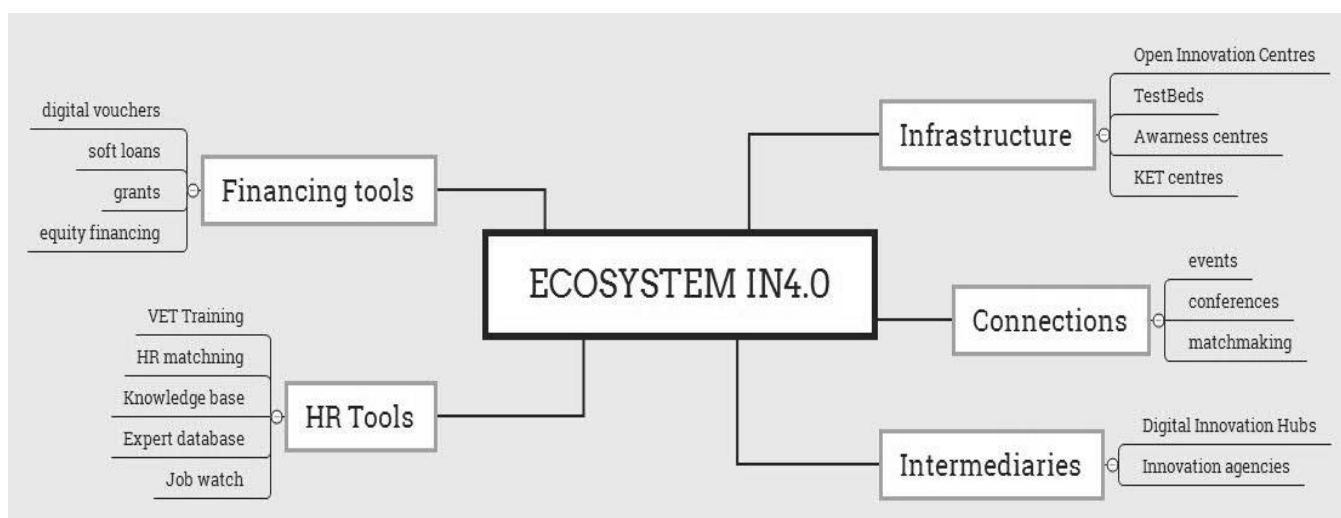 ECOSYSTEM IN4.0
Financing tools
digital vouchers
soft loans
grants
equity financing
HR Tools
VET Training
HR matchning
Knowledge base
Expert database
Job watch
Infrastructure
Open Innovation Centres
TestBeds
Awarness centres
KET centres
Connections
events
conferences
matchmaking
Intermediaries
Digital Innovation Hubs
Innovation agencies